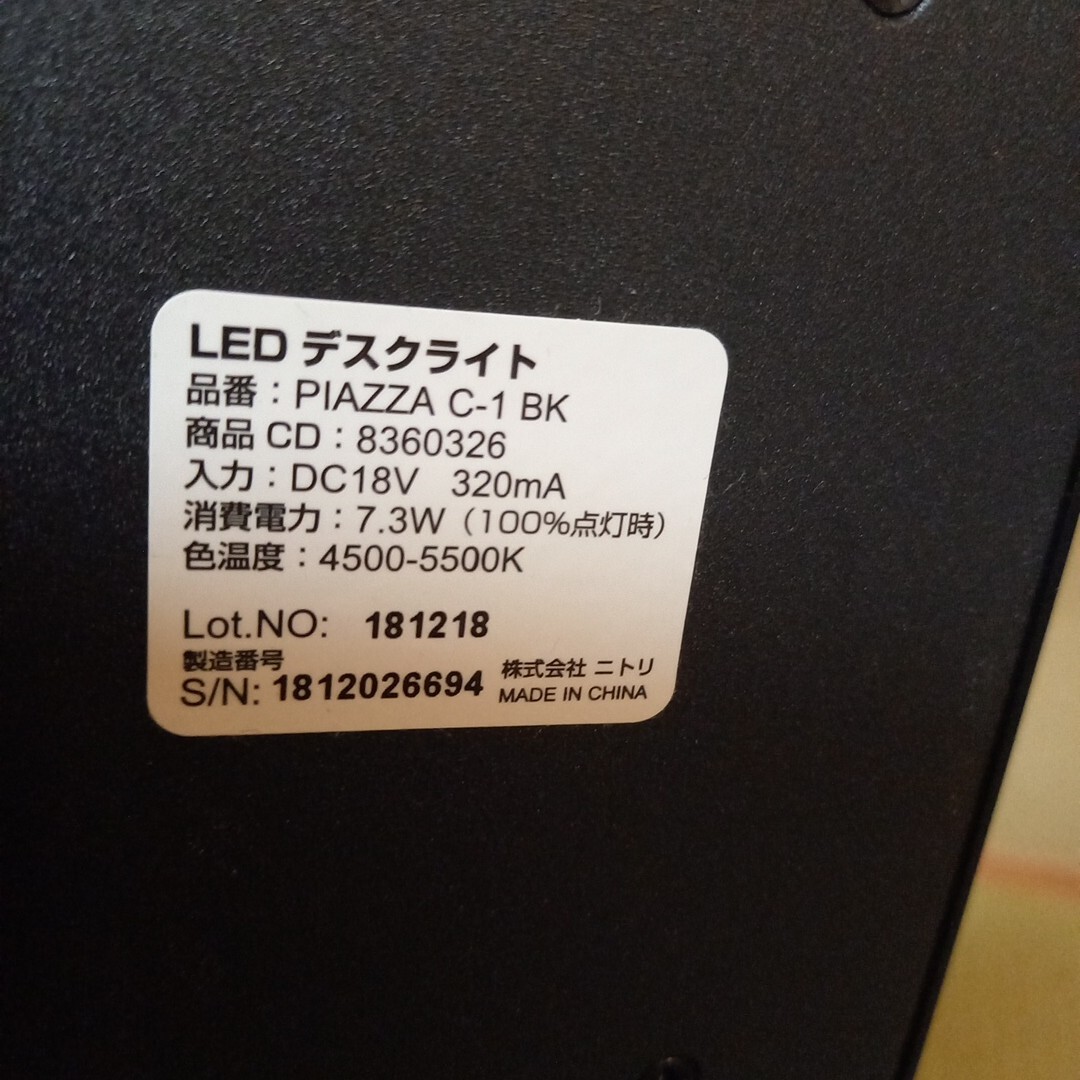 LED デスクライト
品番：PIAZZA C-1 BK
商品 CD：8360326
入力：DC18V 320mA
消費電力：7.3W（100%点灯時）
色温度：4500-5500K
Lot.NO: 181218
製造番号
S/N: 1812026694
株式会社 ニトリ
MADE IN CHINA